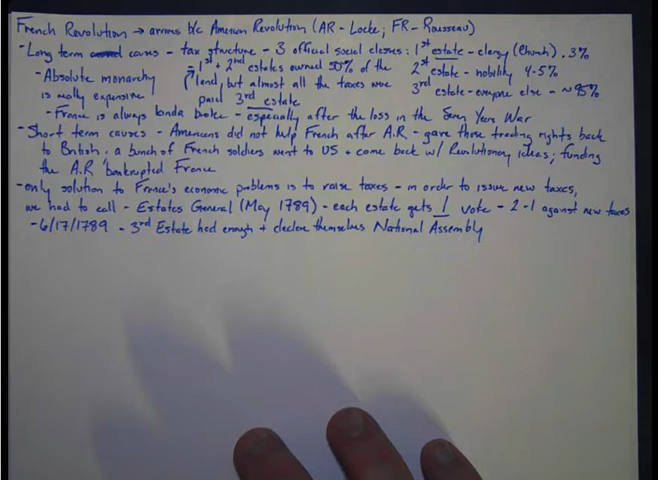 French Revolution → arrives b/c American Revolution (AR - Locke; FR - Rousseau)
- Long term causes - tax structure - 3 official social classes: 1st estate - clergy (Church) .3%
- Absolute monarchy is really expensive
- 1st + 2nd estates owned 50% of the land, but almost all the taxes were paid 3rd estate
2st estate - nobility 4-5%
3rd estate - everyone else - ~95%
- France is always kinda broke - especially after the loss in the Seven Years War
- Short term causes - Americans did not help French after A.R - gave those trading rights back
to British. a bunch of French soldiers went to US + come back w/ Revolutionary ideas; funding
the A.R bankrupted France
- only solution to France's economic problems is to raise taxes - in order to issue new taxes,
we had to call - Estates General (May 1789) - each estate gets 1 vote - 2-1 against new taxes
- 6/17/1789 - 3rd Estate had enough + declare themselves National Assembly